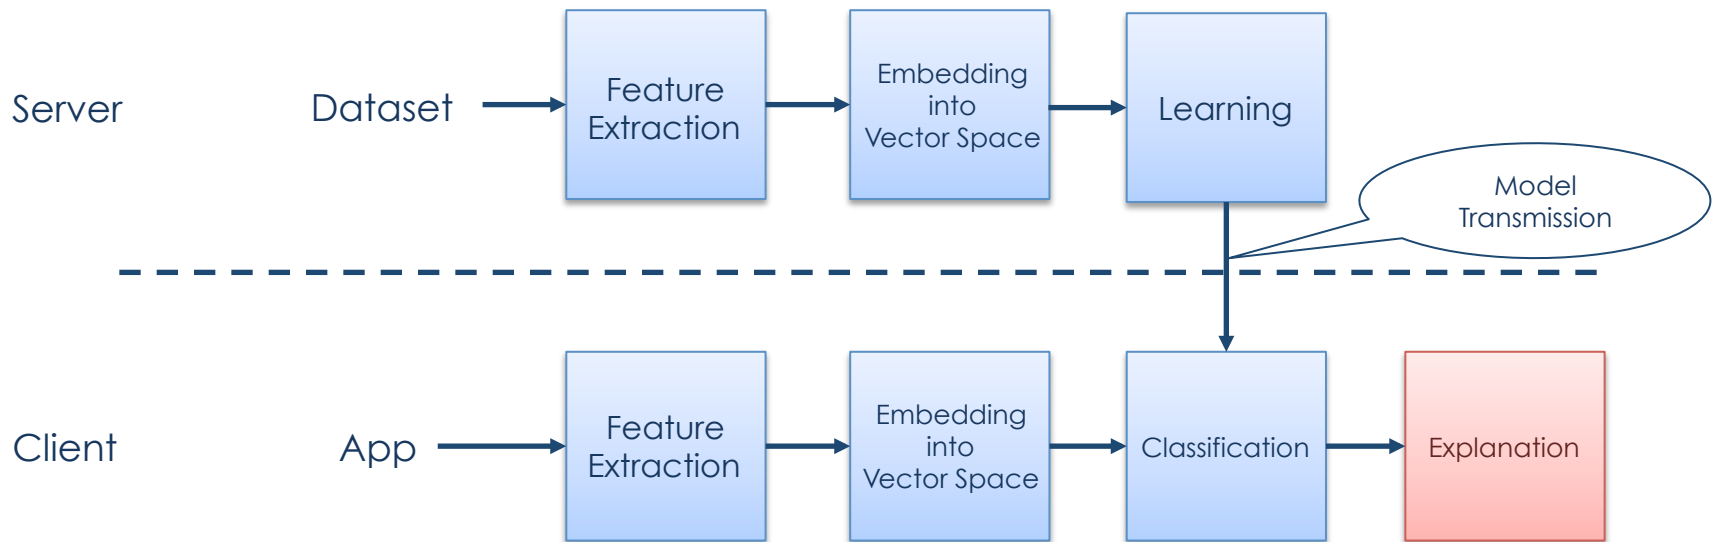 Server
Dataset
Feature
Extraction
Embedding
into
Vector Space
Learning
Model
Transmission
Client
App
Feature
Extraction
Embedding
into
Vector Space
Classification
Explanation